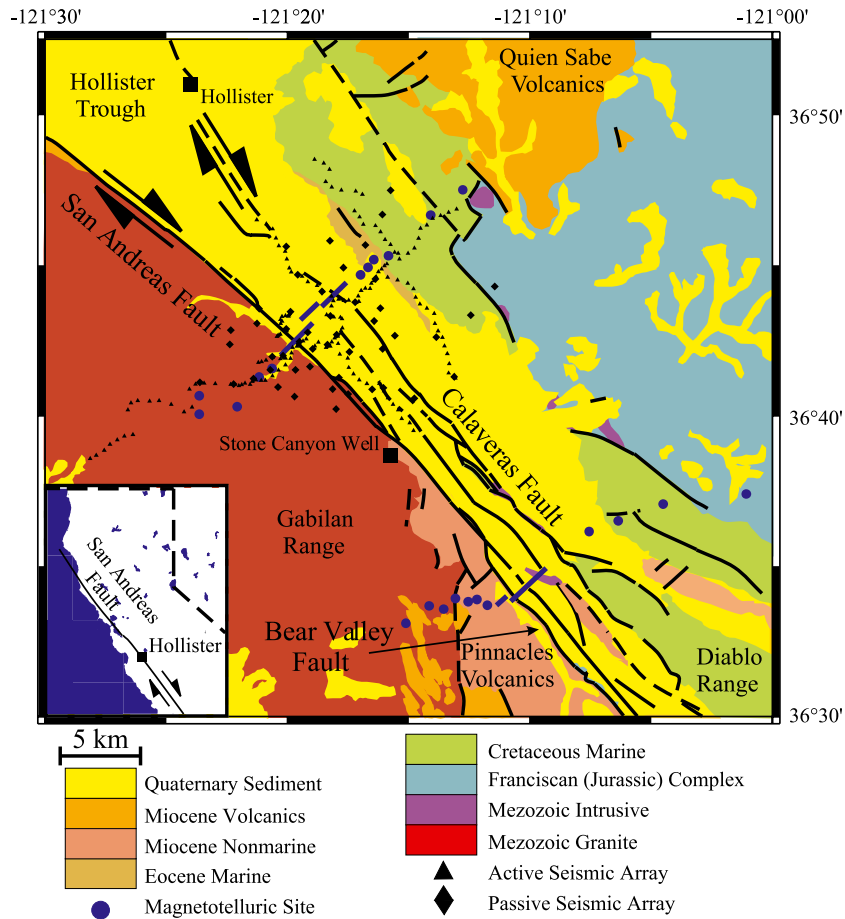 -121°30'
-121°20'
-121°10'
-121°00'
Quien Sabe
Volcanics
Hollister
Trough
Hollister
36°50'
San Andreas Fault
36°40'
Calaveras Fault
Stone Canyon Well
Gabilan
Range
San Andreas
Fault
Hollister
Bear Valley
Fault
Pinnacles
Volcanics
Diablo
Range
36°30'
5 km
Quaternary Sediment
Miocene Volcanics
Miocene Nonmarine
Eocene Marine
Magnetotelluric Site
Cretaceous Marine
Franciscan (Jurassic) Complex
Mezozoic Intrusive
Mezozoic Granite
Active Seismic Array
Passive Seismic Array